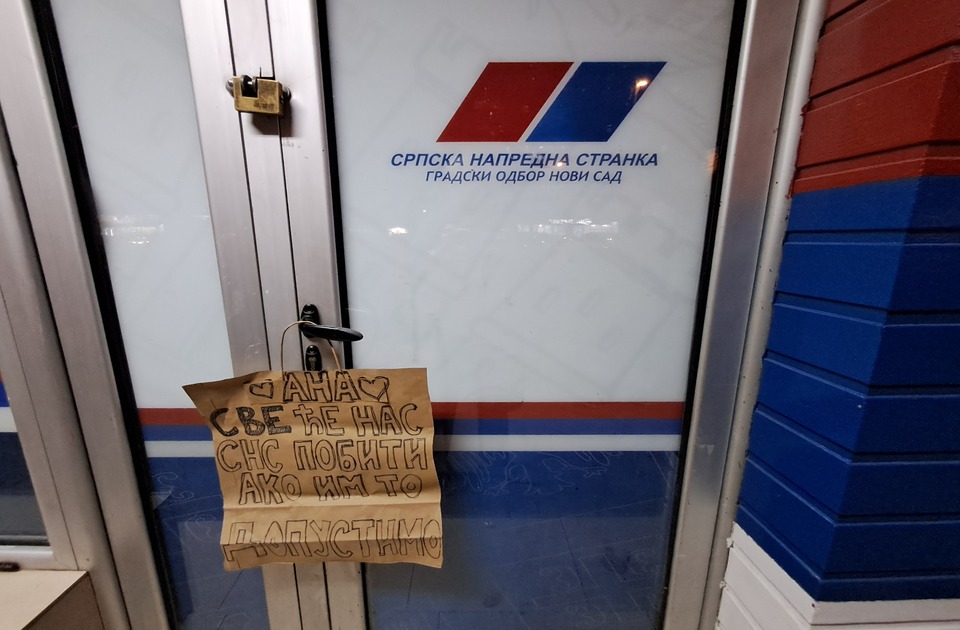 СРПСКА НАПРЕДНА СТРАНКА
ГРАДСКИ ОДБОР НОВИ САД
♡ АНА ♡
СВЕ ЋЕ НАС
СНС ПОБИТИ
АКО ИМ ТО
ДОПУСТИМО